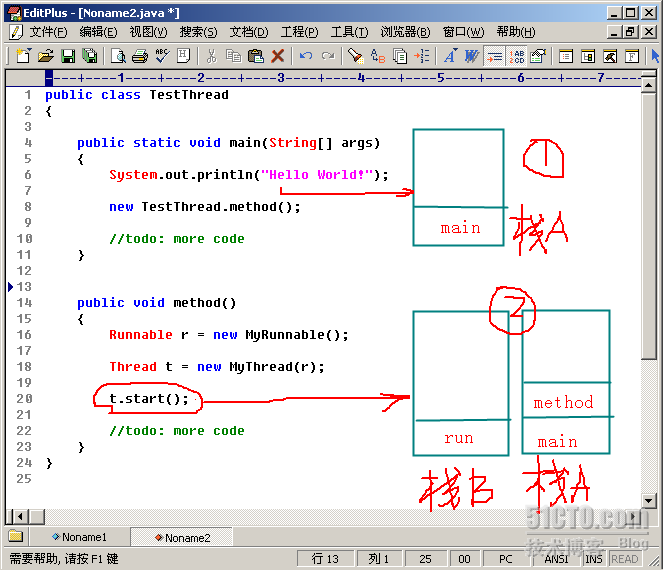 EditPlus - [Noname2.java *]
文件(F) 编辑(E) 视图(V) 搜索(S) 文档(D) 工程(P) 工具(T) 浏览器(B) 窗口(W) 帮助(H)
----+----1----+----2----+----3----+----4----+----5----+----6----+----7--
1 public class TestThread
2 {
3
4 public static void main(String[] args)
5 {
6 System.out.println("Hello World!");
7
8 new TestThread.method();
9
10 //todo: more code
11 }
12
13
14 public void method()
15 {
16 Runnable r = new MyRunnable();
17
18 Thread t = new MyThread(r);
19
20 t.start();
21
22 //todo: more code
23 }
24 }
25
1
main
栈A
2
method
run
main
栈B
栈A
Noname1 Noname2
需要帮助, 请按 F1 键 行 13 列 1 25 00 PC ANSI INS READ
51CTO.com
技术博客 Blog